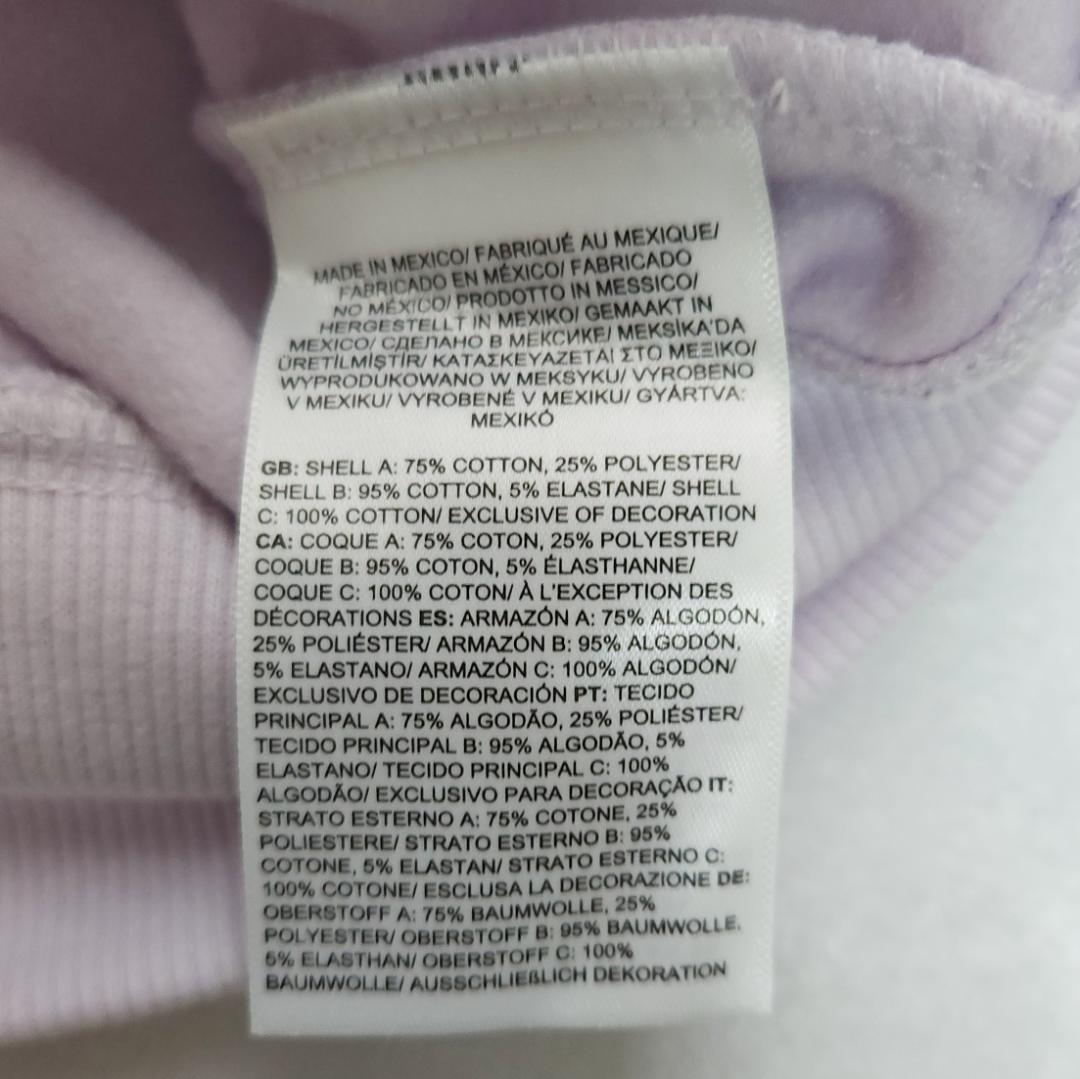 MADE IN MEXICO/ FABRIQUÉ AU MEXIQUE/
FABRICADO EN MÉXICO/ FABRICADO
NO MÉXICO/ PRODOTTO IN MESSICO/
HERGESTELLT IN MEXIKO/ GEMAAKT IN
MEXICO/ СДЕЛАНО В МЕКСИКЕ/ MEKSİKA'DA
ÜRETİLMİŞTİR/ ΚΑΤΑΣΚΕΥΑΖΕΤΑΙ ΣΤΟ ΜΕΞΙΚΟ/
WYPRODUKOWANO W MEKSYKU/ VYROBENO
V MEXIKU/ VYROBENÉ V MEXIKU/ GYÁRTVA:
MEXIKÓ
GB: SHELL A: 75% COTTON, 25% POLYESTER/
SHELL B: 95% COTTON, 5% ELASTANE/ SHELL
C: 100% COTTON/ EXCLUSIVE OF DECORATION
CA: COQUE A: 75% COTON, 25% POLYESTER/
COQUE B: 95% COTON, 5% ÉLASTHANNE/
COQUE C: 100% COTON/ À L'EXCEPTION DES
DÉCORATIONS ES: ARMAZÓN A: 75% ALGODÓN,
25% POLIÉSTER/ ARMAZÓN B: 95% ALGODÓN,
5% ELASTANO/ ARMAZÓN C: 100% ALGODÓN/
EXCLUSIVO DE DECORACIÓN PT: TECIDO
PRINCIPAL A: 75% ALGODÃO, 25% POLIÉSTER/
TECIDO PRINCIPAL B: 95% ALGODÃO, 5%
ELASTANO/ TECIDO PRINCIPAL C: 100%
ALGODÃO/ EXCLUSIVO PARA DECORAÇÃO IT:
STRATO ESTERNO A: 75% COTONE, 25%
POLIESTERE/ STRATO ESTERNO B: 95%
COTONE, 5% ELASTAN/ STRATO ESTERNO C:
100% COTONE/ ESCLUSA LA DECORAZIONE DE:
OBERSTOFF A: 75% BAUMWOLLE, 25%
POLYESTER/ OBERSTOFF B: 95% BAUMWOLLE,
5% ELASTHAN/ OBERSTOFF C: 100%
BAUMWOLLE/ AUSSCHLIEßLICH DEKORATION